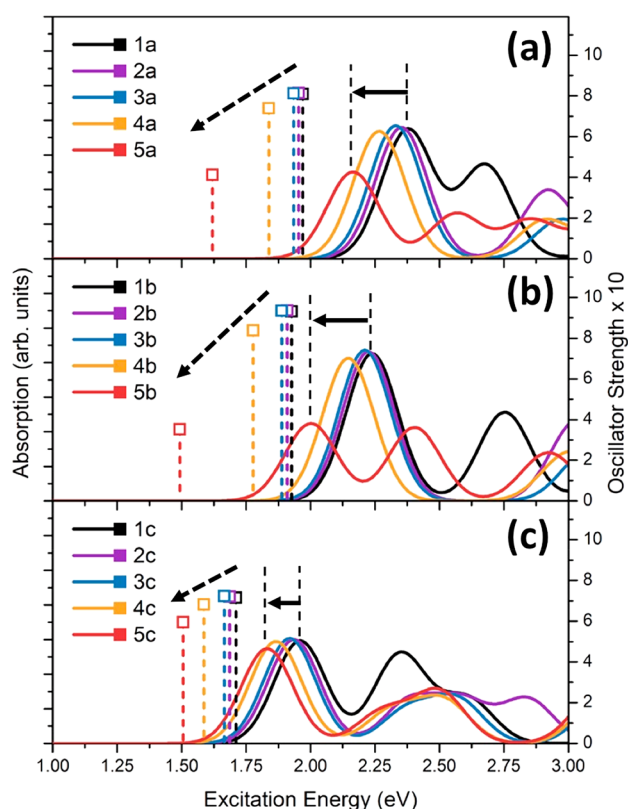 (a)
1a
2a
3a
4a
5a
10
8
6
4
2
0
(b)
1b
2b
3b
4b
5b
10
8
6
4
2
0
(c)
1c
2c
3c
4c
5c
10
8
6
4
2
0
Absorption (arb. units)
Oscillator Strength x 10
1.00 1.25 1.50 1.75 2.00 2.25 2.50 2.75 3.00
Excitation Energy (eV)